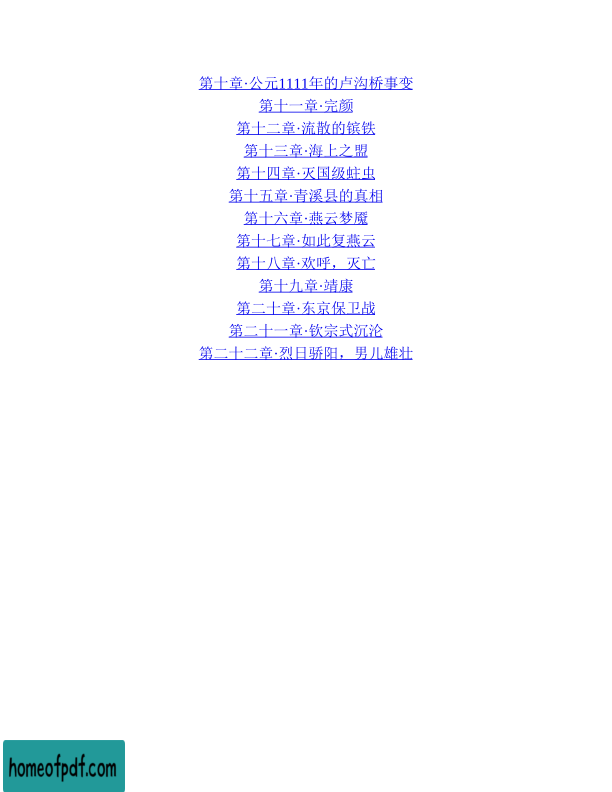 第十章·公元1111年的卢沟桥事变
第十一章·完颜
第十二章·流散的镔铁
第十三章·海上之盟
第十四章·灭国级蛀虫
第十五章·青溪县的真相
第十六章·燕云梦魇
第十七章·如此复燕云
第十八章·欢呼，灭亡
第十九章·靖康
第二十章·东京保卫战
第二十一章·钦宗式沉沦
第二十二章·烈日骄阳，男儿雄壮
homeofpdf.com